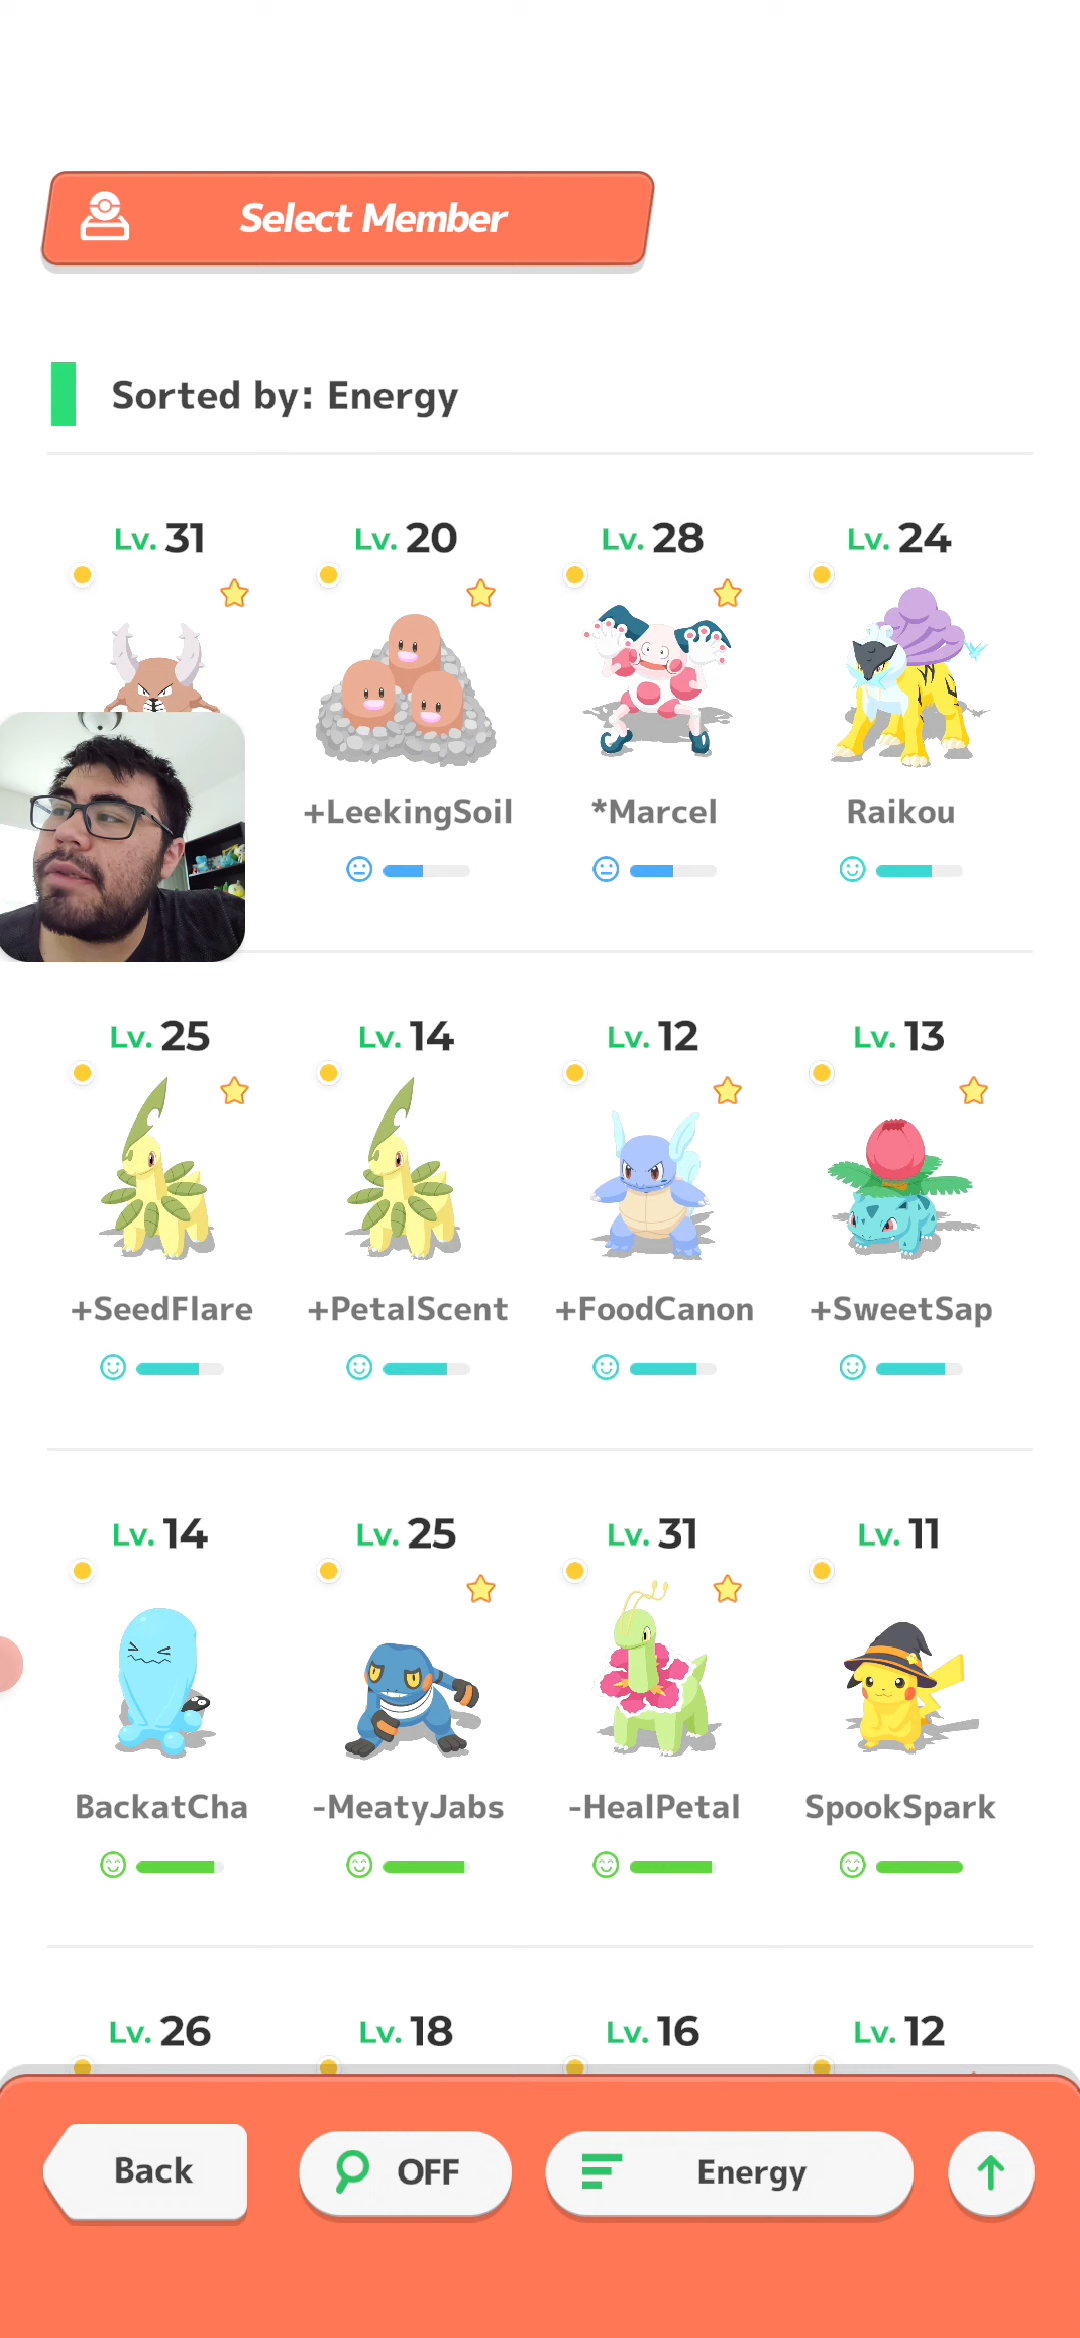 Select Member
Sorted by: Energy
Lv. 31 Lv. 20 Lv. 28 Lv. 24
+LeekingSoil *Marcel Raikou
Lv. 25 Lv. 14 Lv. 12 Lv. 13
+SeedFlare +PetalScent +FoodCanon +SweetSap
Lv. 14 Lv. 25 Lv. 31 Lv. 11
BackatCha -MeatyJabs -HealPetal SpookSpark
Lv. 26 Lv. 18 Lv. 16 Lv. 12
Back OFF Energy